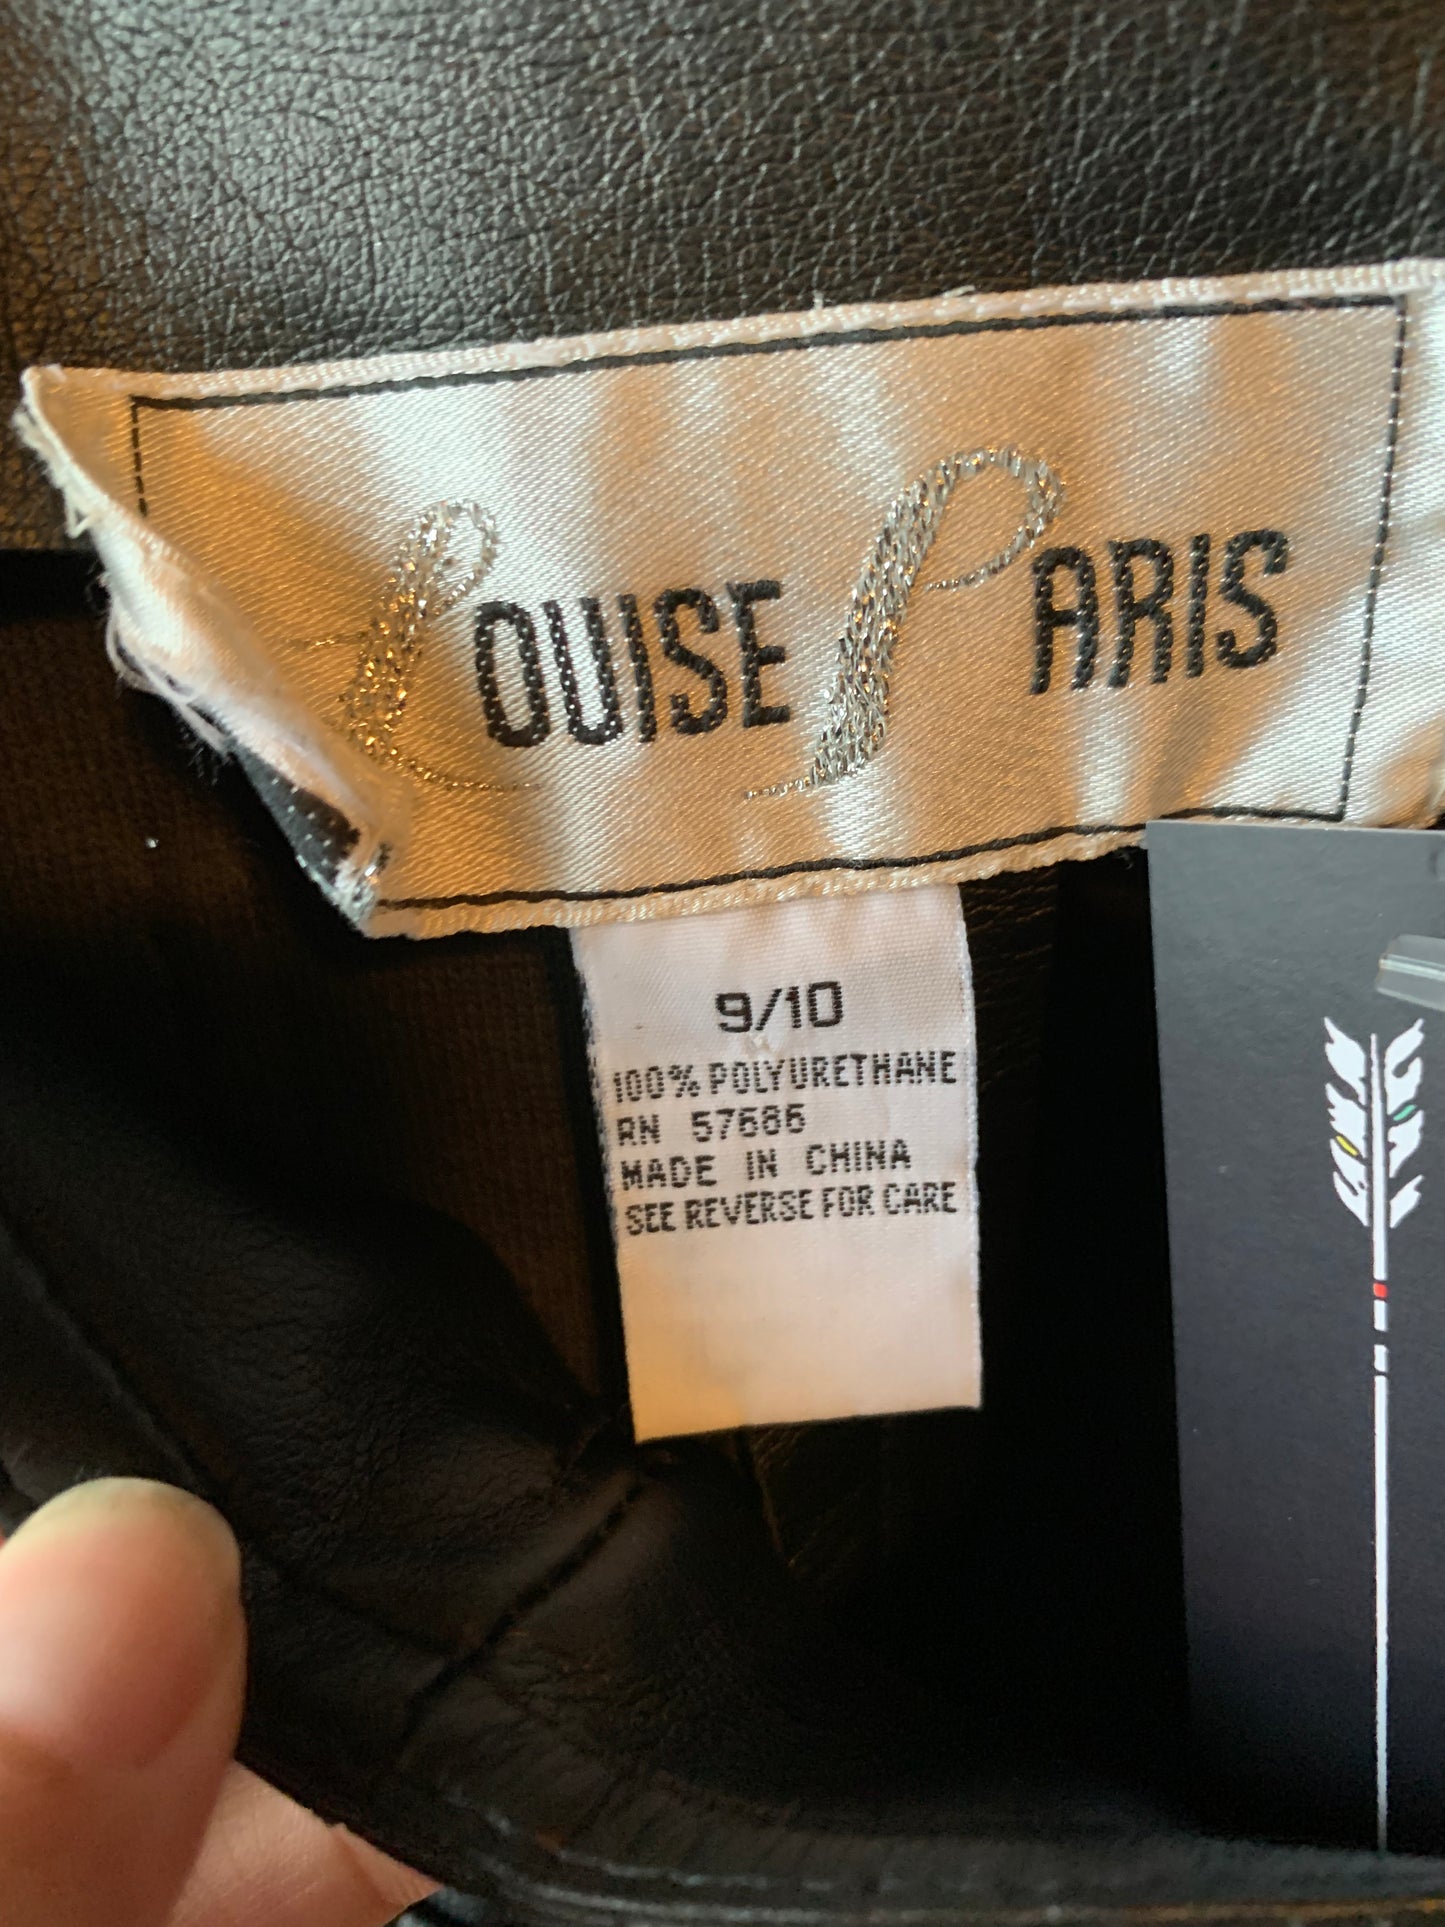 LOUISE PARIS
9/10
100% POLYURETHANE
RN 57686
MADE IN CHINA
SEE REVERSE FOR CARE